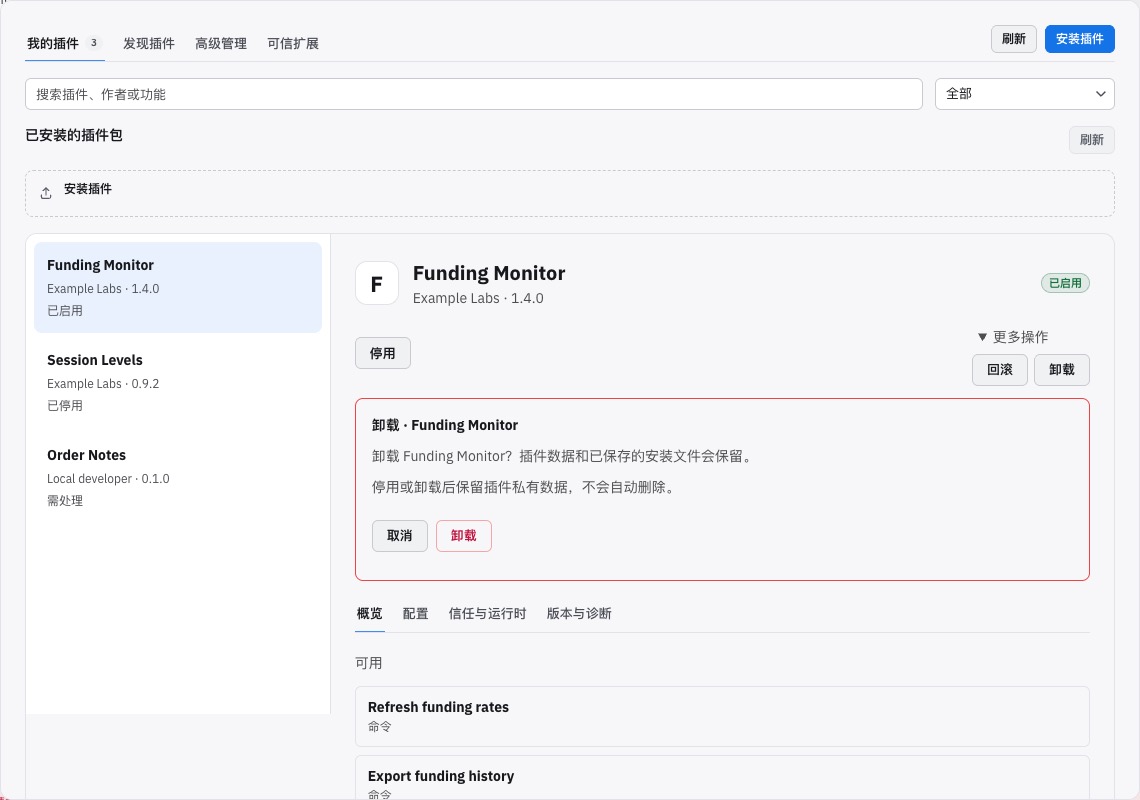 我的插件 3 发现插件 高级管理 可信扩展 刷新 安装插件
搜索插件、作者或功能 全部
已安装的插件包 刷新
安装插件
Funding Monitor
Example Labs · 1.4.0
已启用
Session Levels
Example Labs · 0.9.2
已停用
Order Notes
Local developer · 0.1.0
需处理
F
Funding Monitor
Example Labs · 1.4.0
已启用
停用
▼ 更多操作
回滚 卸载
卸载 · Funding Monitor
卸载 Funding Monitor？插件数据和已保存的安装文件会保留。
停用或卸载后保留插件私有数据，不会自动删除。
取消 卸载
概览 配置 信任与运行时 版本与诊断
可用
Refresh funding rates
命令
Export funding history
命令